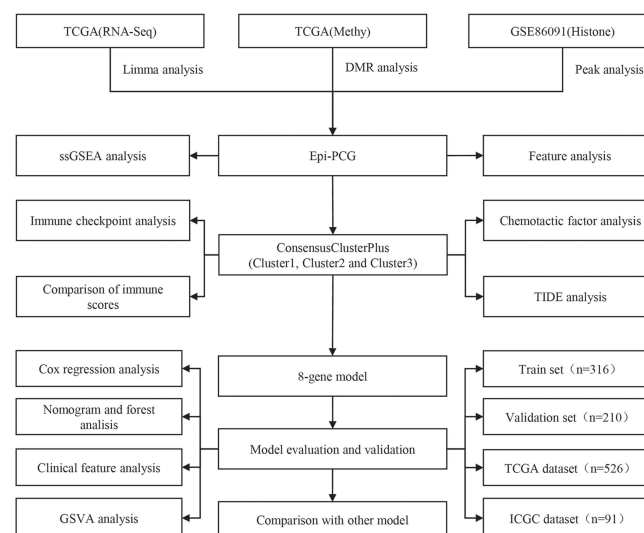 TCGA(RNA-Seq)
TCGA(Methy)
GSE86091(Histone)
Limma analysis
DMR analysis
Peak analysis
ssGSEA analysis
Epi-PCG
Feature analysis
Immune checkpoint analysis
Chemotactic factor analysis
ConsensusClusterPlus
(Cluster1, Cluster2 and Cluster3)
Comparison of immune
scores
TIDE analysis
Cox regression analysis
8-gene model
Train set（n=316）
Nomogram and forest
analisis
Validation set（n=210）
Model evaluation and validation
Clinical feature analysis
TCGA dataset（n=526）
GSVA analysis
Comparison with other model
ICGC dataset（n=91）